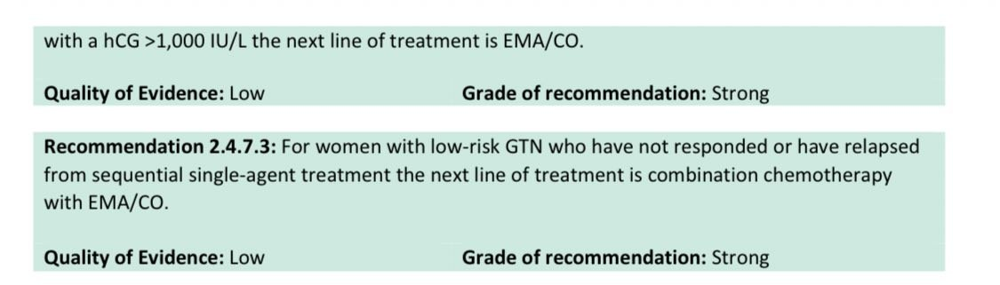 with a hCG >1,000 IU/L the next line of treatment is EMA/CO.
Quality of Evidence: Low Grade of recommendation: Strong
Recommendation 2.4.7.3: For women with low-risk GTN who have not responded or have relapsed
from sequential single-agent treatment the next line of treatment is combination chemotherapy
with EMA/CO.
Quality of Evidence: Low Grade of recommendation: Strong